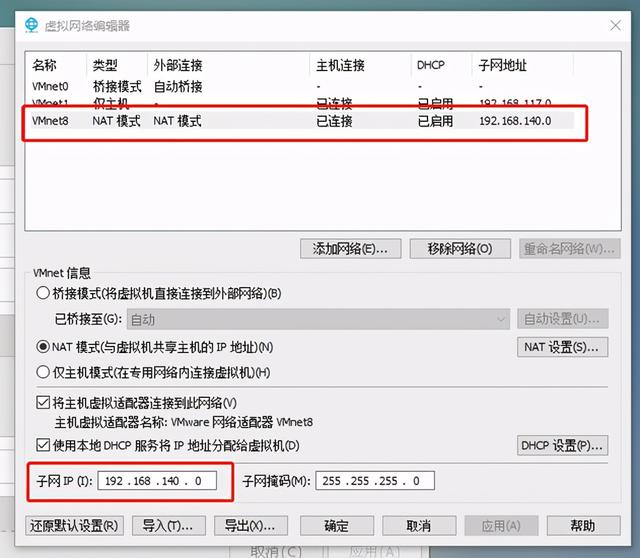 虚拟网络编辑器
名称 类型 外部连接 主机连接 DHCP 子网地址
VMnet0 桥接模式 自动桥接 - - -
VMnet1 仅主机... - 已连接 已启用 192.168.117.0
VMnet8 NAT 模式 NAT 模式 已连接 已启用 192.168.140.0
添加网络(E)... 移除网络(O) 重命名网络(W)...
VMnet 信息
桥接模式(将虚拟机直接连接到外部网络)(B)
已桥接至(G): 自动 自动设置(U)...
NAT 模式(与虚拟机共享主机的 IP 地址)(N) NAT 设置(S)...
仅主机模式(在专用网络内连接虚拟机)(H)
将主机虚拟适配器连接到此网络(V)
主机虚拟适配器名称: VMware 网络适配器 VMnet8
使用本地 DHCP 服务将 IP 地址分配给虚拟机(D) DHCP 设置(P)...
子网 IP (I): 192 .168 .140 . 0 子网掩码(M): 255 .255 .255 . 0
还原默认设置(R) 导入(T)... 导出(X)... 确定 取消 应用(A) 帮助
取消(C) 应用(A)